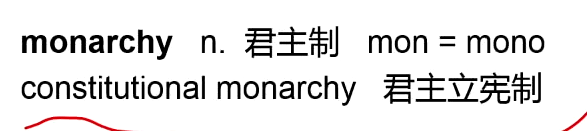 monarchy n. 君主制 mon = mono
constitutional monarchy 君主立宪制